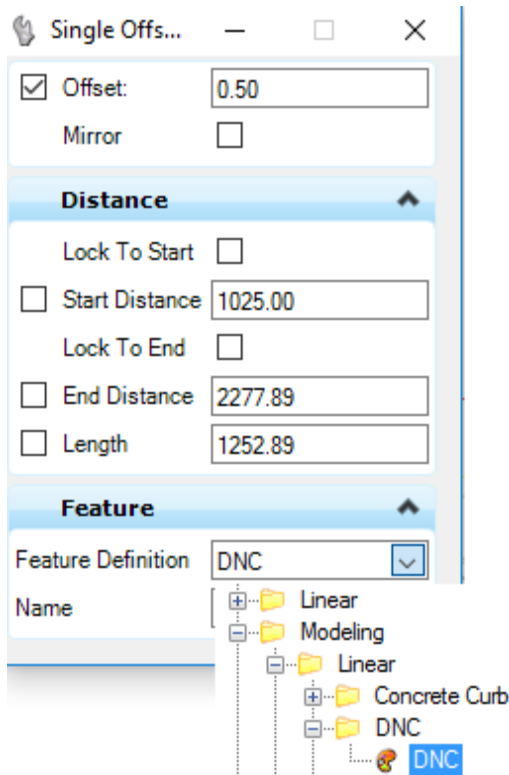 Single Offs...
Offset: 0.50
Mirror
Distance
Lock To Start
Start Distance 1025.00
Lock To End
End Distance 2277.89
Length 1252.89
Feature
Feature Definition DNC
Name
Linear
Modeling
Linear
Concrete Curb
DNC
DNC